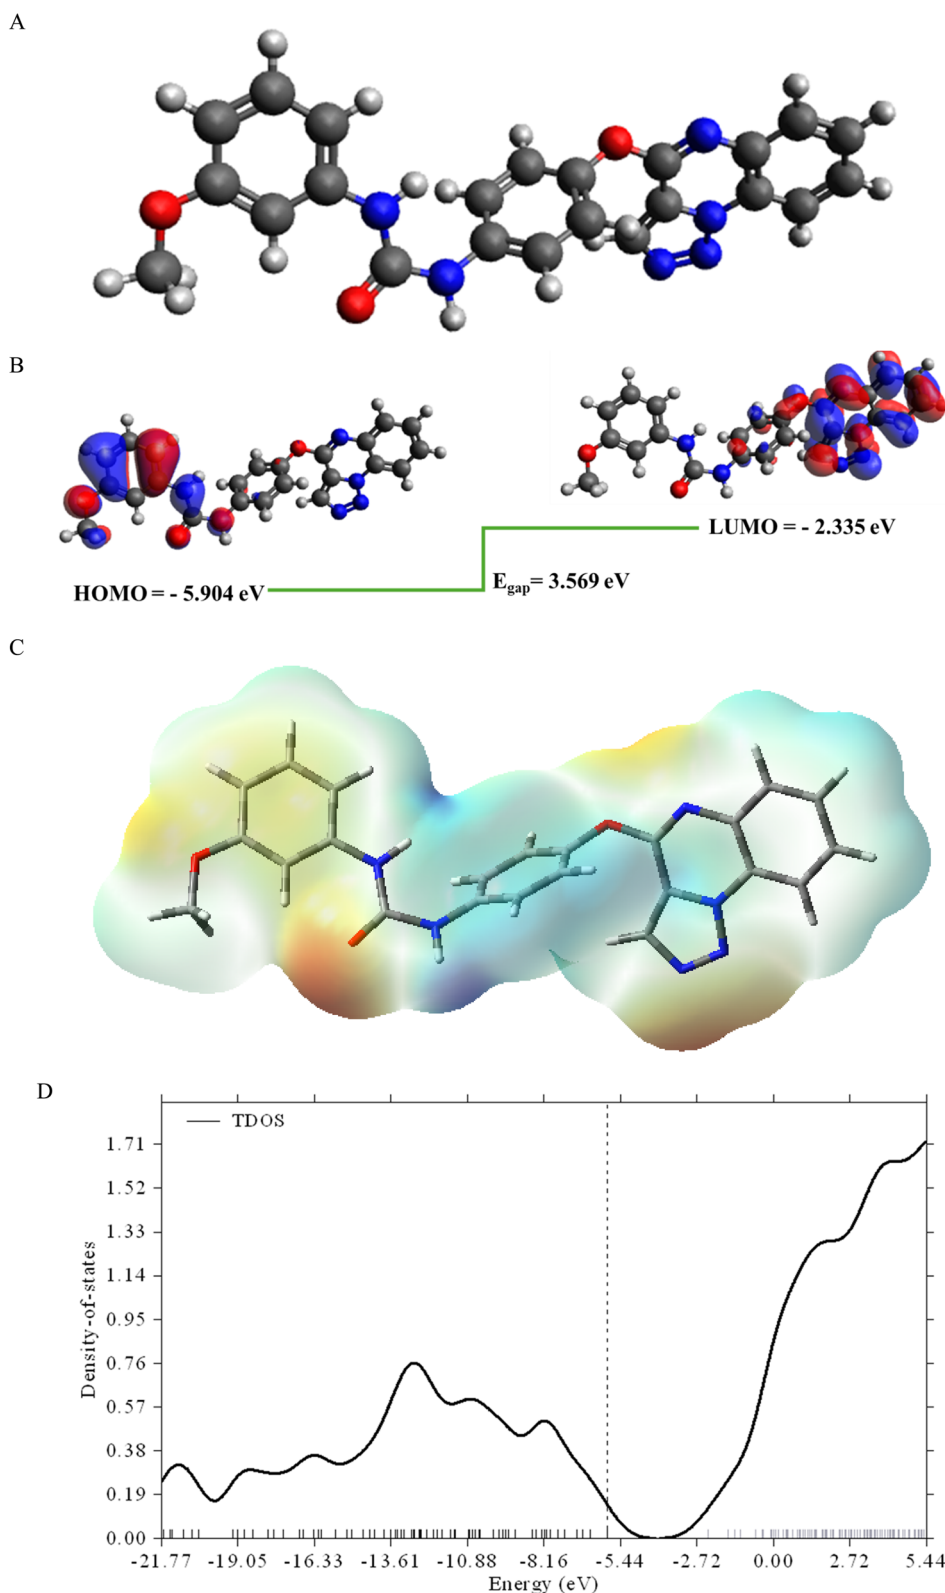 A
B
LUMO = - 2.335 eV
HOMO = - 5.904 eV
Egap= 3.569 eV
C
D
TDOS
1.71
1.52
1.33
1.14
0.95
0.76
0.57
0.38
0.19
0.00
Density-of-states
-21.77 -19.05 -16.33 -13.61 -10.88 -8.16 -5.44 -2.72 0.00 2.72 5.44
Energy (eV)